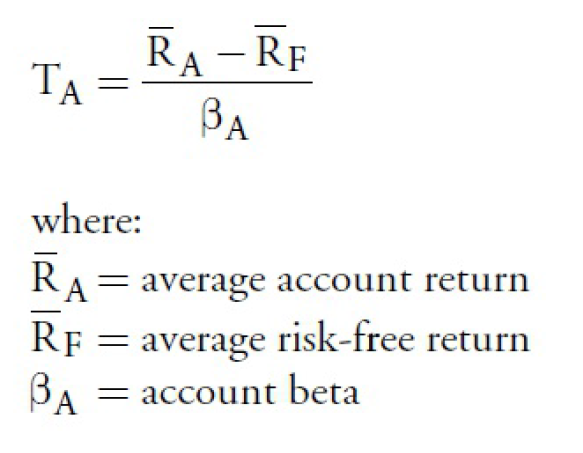 T_A = (R̅_A − R̅_F) / β_A
where:
R̅_A = average account return
R̅_F = average risk-free return
β_A = account beta